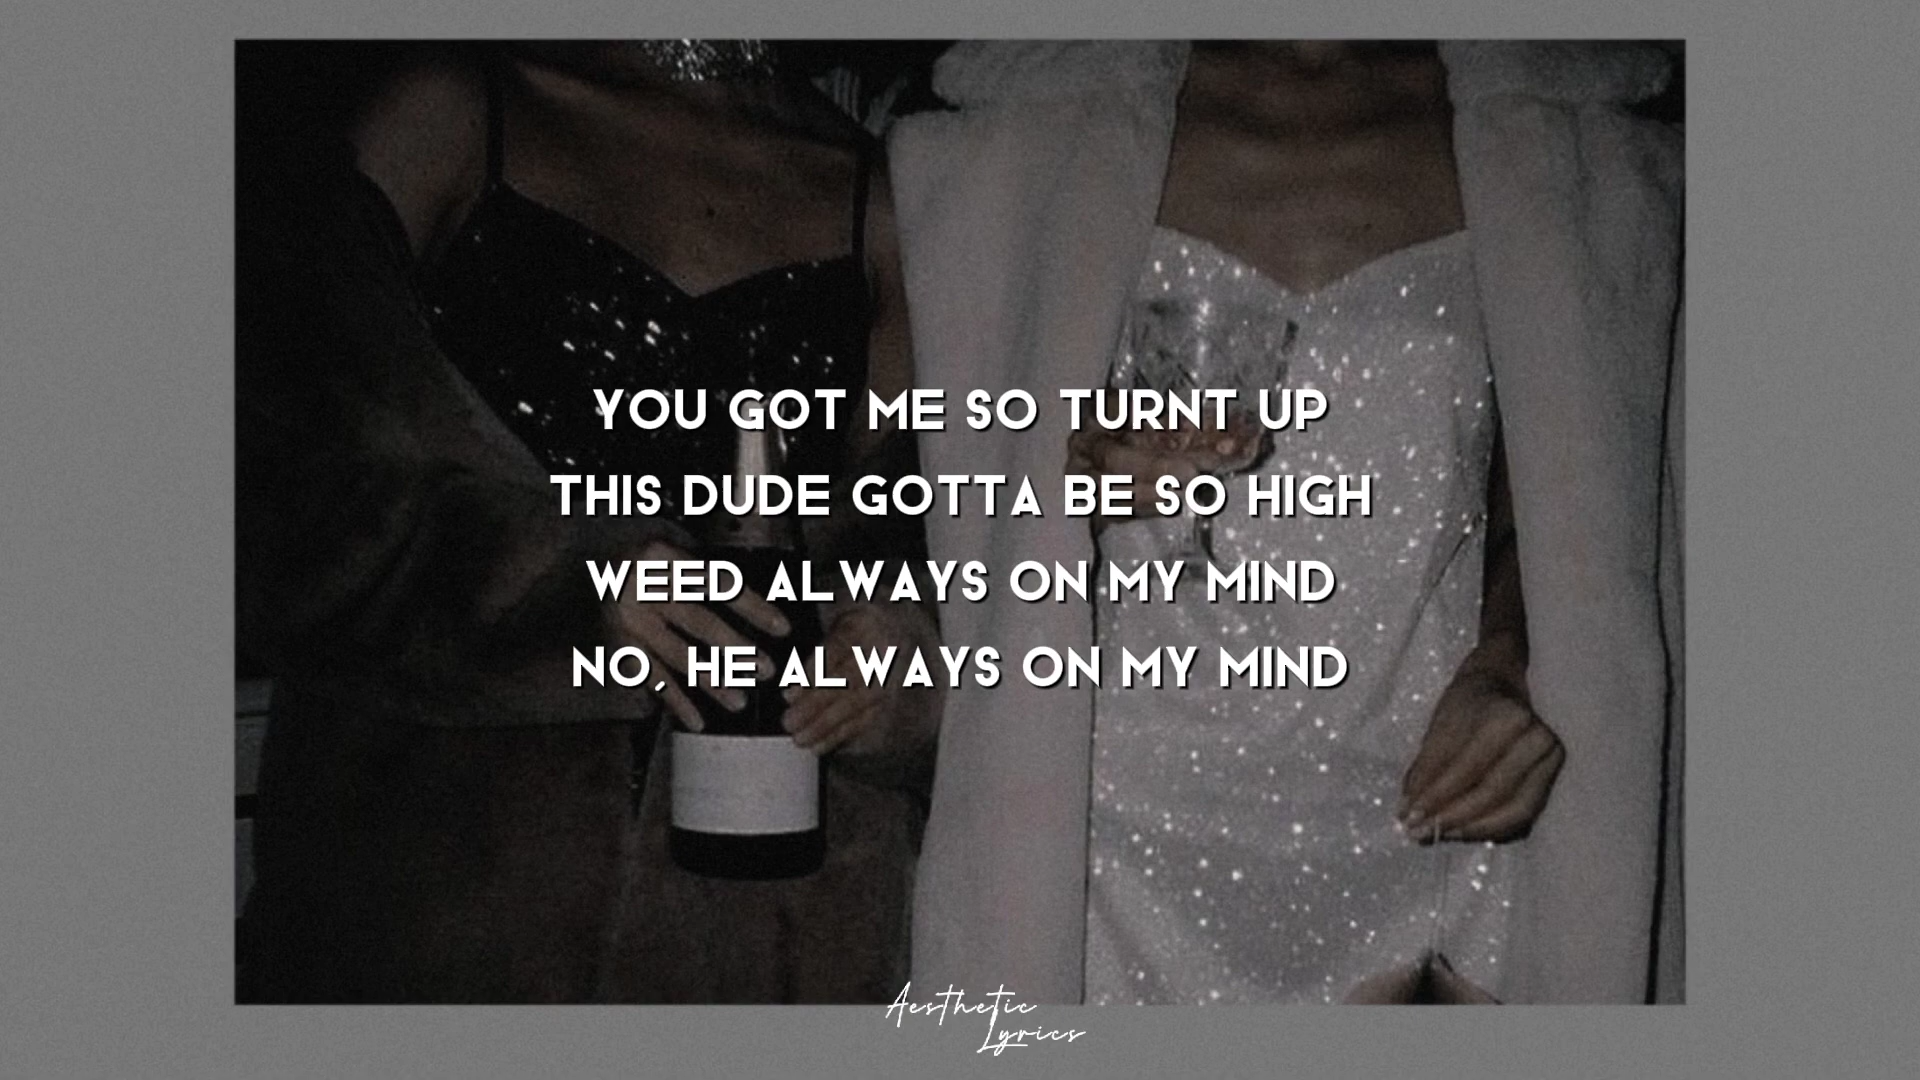 YOU GOT ME SO TURNT UP
THIS DUDE GOTTA BE SO HIGH
WEED ALWAYS ON MY MIND
NO, HE ALWAYS ON MY MIND
Aesthetic
Lyrics